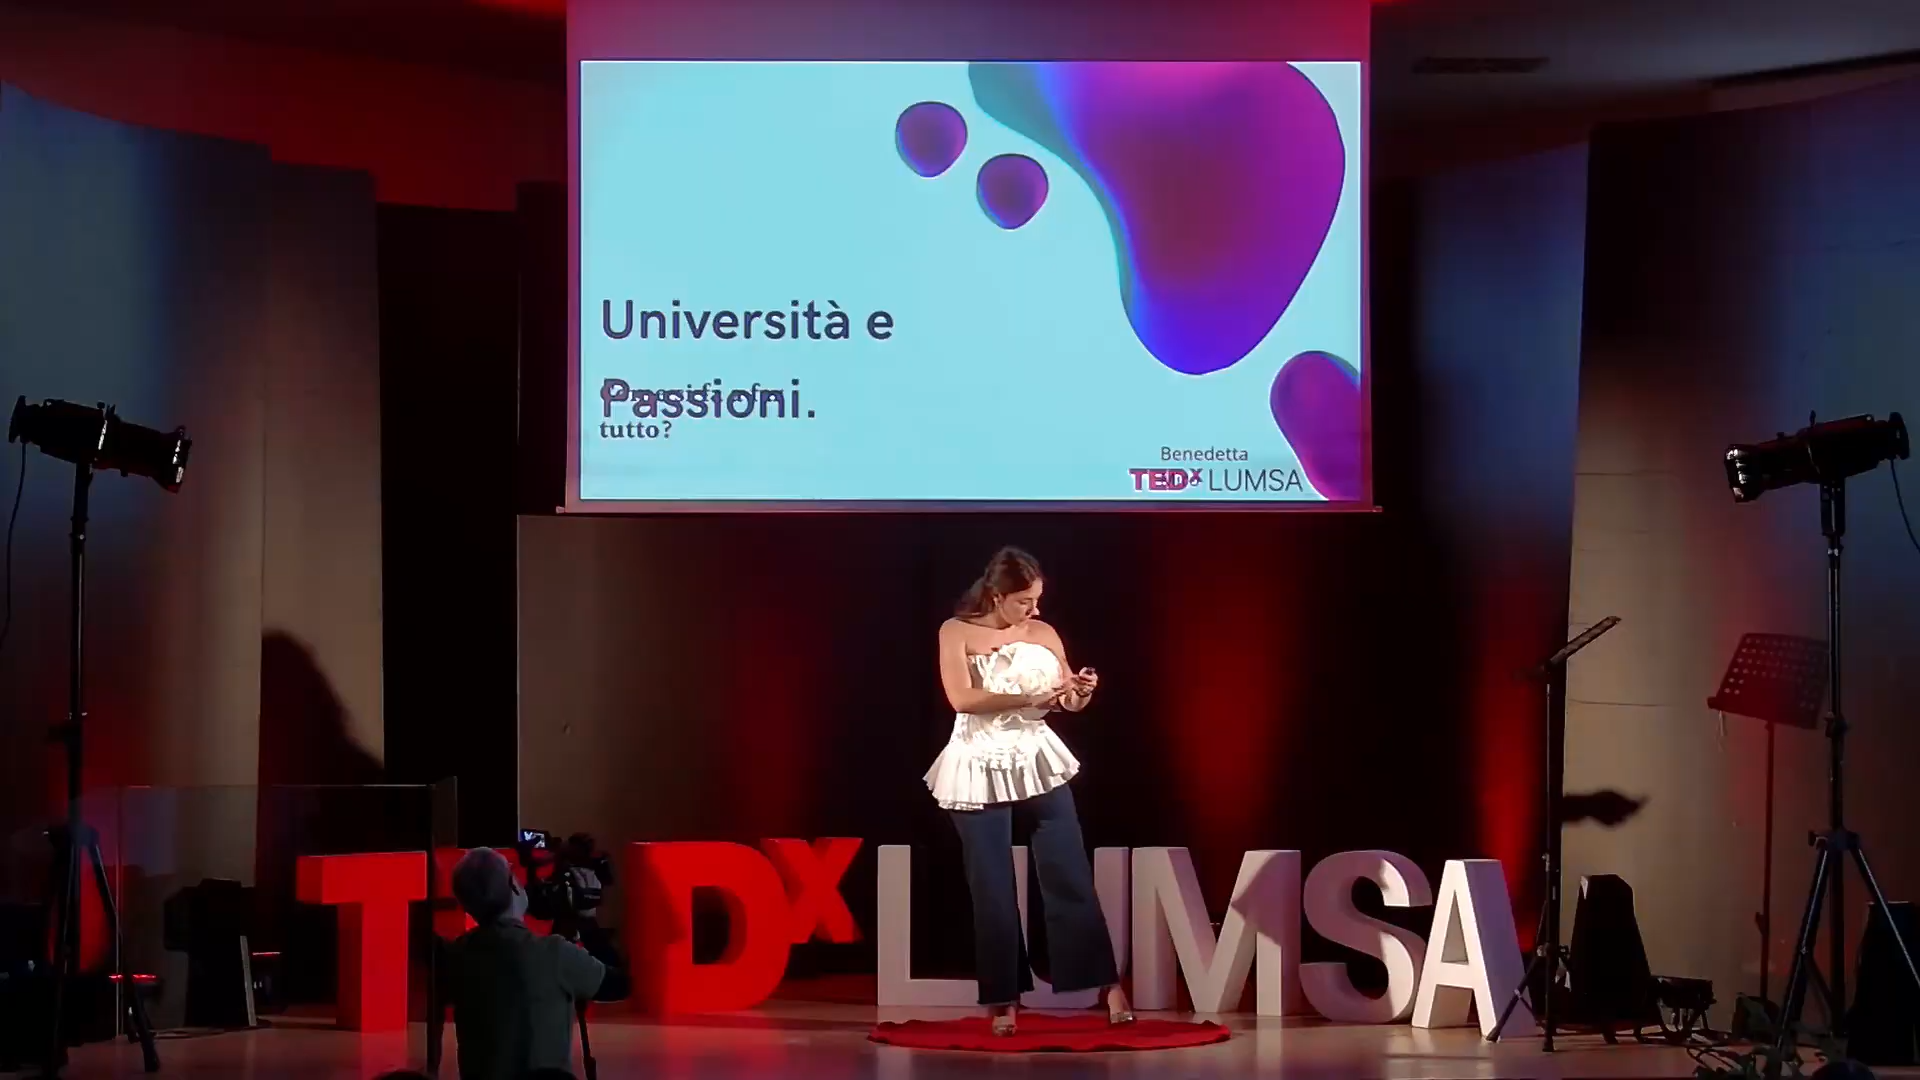 Università e
Passioni.
tutto?
Benedetta
TEDx LUMSA
TEDx LUMSA